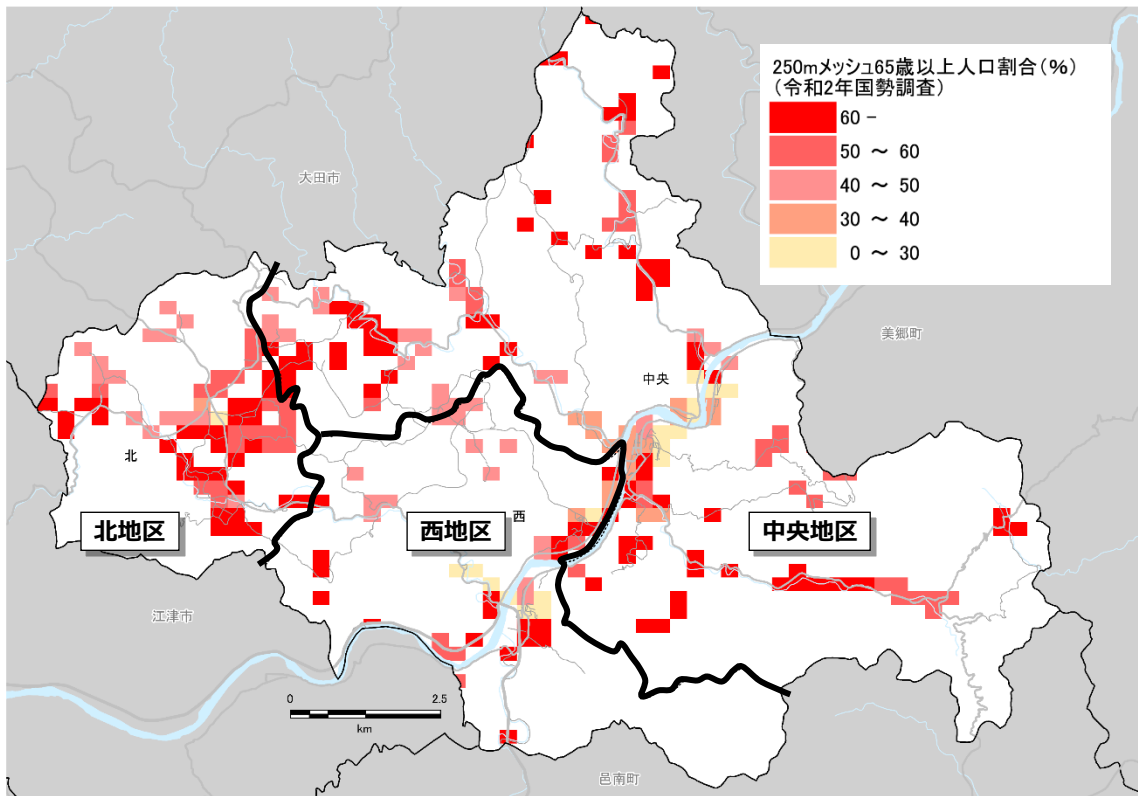 250mメッシュ65歳以上人口割合(%)
(令和2年国勢調査)
60 -
50 ～ 60
40 ～ 50
30 ～ 40
0 ～ 30
大田市
美郷町
中央
北
西
北地区
西地区
中央地区
江津市
0 2.5
km
邑南町